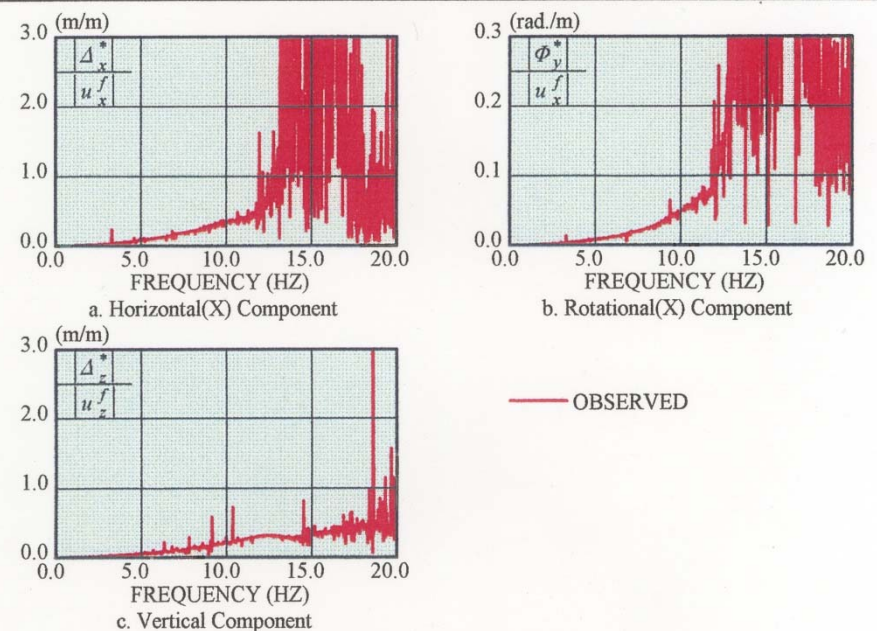 (m/m)
3.0
2.0
1.0
0.0
Δ*x
u f x
0.0 5.0 10.0 15.0 20.0
FREQUENCY (HZ)
a. Horizontal(X) Component
(rad./m)
0.3
0.2
0.1
0.0
Φ*y
u f x
0.0 5.0 10.0 15.0 20.0
FREQUENCY (HZ)
b. Rotational(X) Component
(m/m)
3.0
2.0
1.0
0.0
Δ*z
u f z
0.0 5.0 10.0 15.0 20.0
FREQUENCY (HZ)
c. Vertical Component
OBSERVED